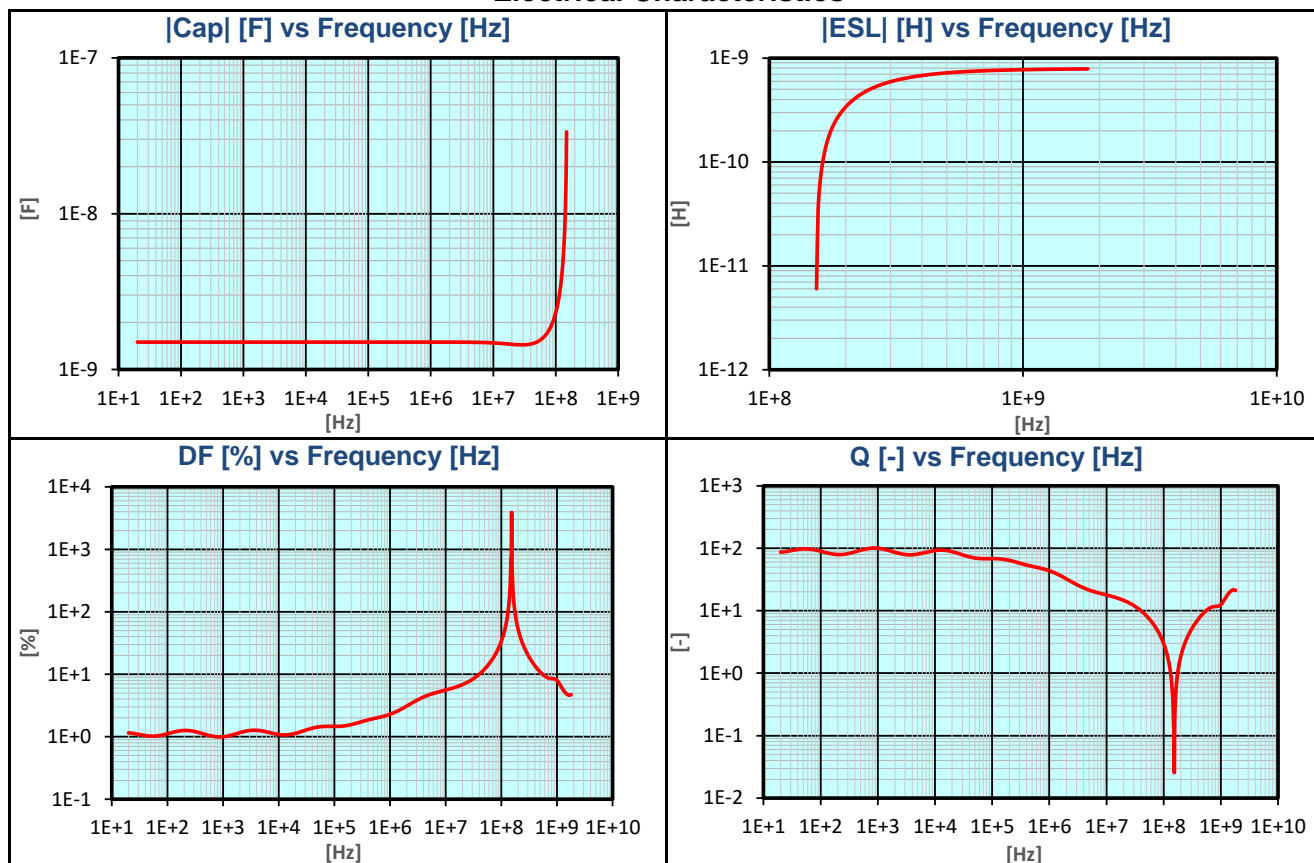 |Cap| [F] vs Frequency [Hz]
1E-7
1E-8
1E-9
[F]
1E+1 1E+2 1E+3 1E+4 1E+5 1E+6 1E+7 1E+8 1E+9
[Hz]
|ESL| [H] vs Frequency [Hz]
1E-9
1E-10
1E-11
1E-12
[H]
1E+8 1E+9 1E+10
[Hz]
DF [%] vs Frequency [Hz]
1E+4
1E+3
1E+2
1E+1
1E+0
1E-1
[%]
1E+1 1E+2 1E+3 1E+4 1E+5 1E+6 1E+7 1E+8 1E+9 1E+10
[Hz]
Q [-] vs Frequency [Hz]
1E+3
1E+2
1E+1
1E+0
1E-1
1E-2
[-]
1E+1 1E+2 1E+3 1E+4 1E+5 1E+6 1E+7 1E+8 1E+9 1E+10
[Hz]